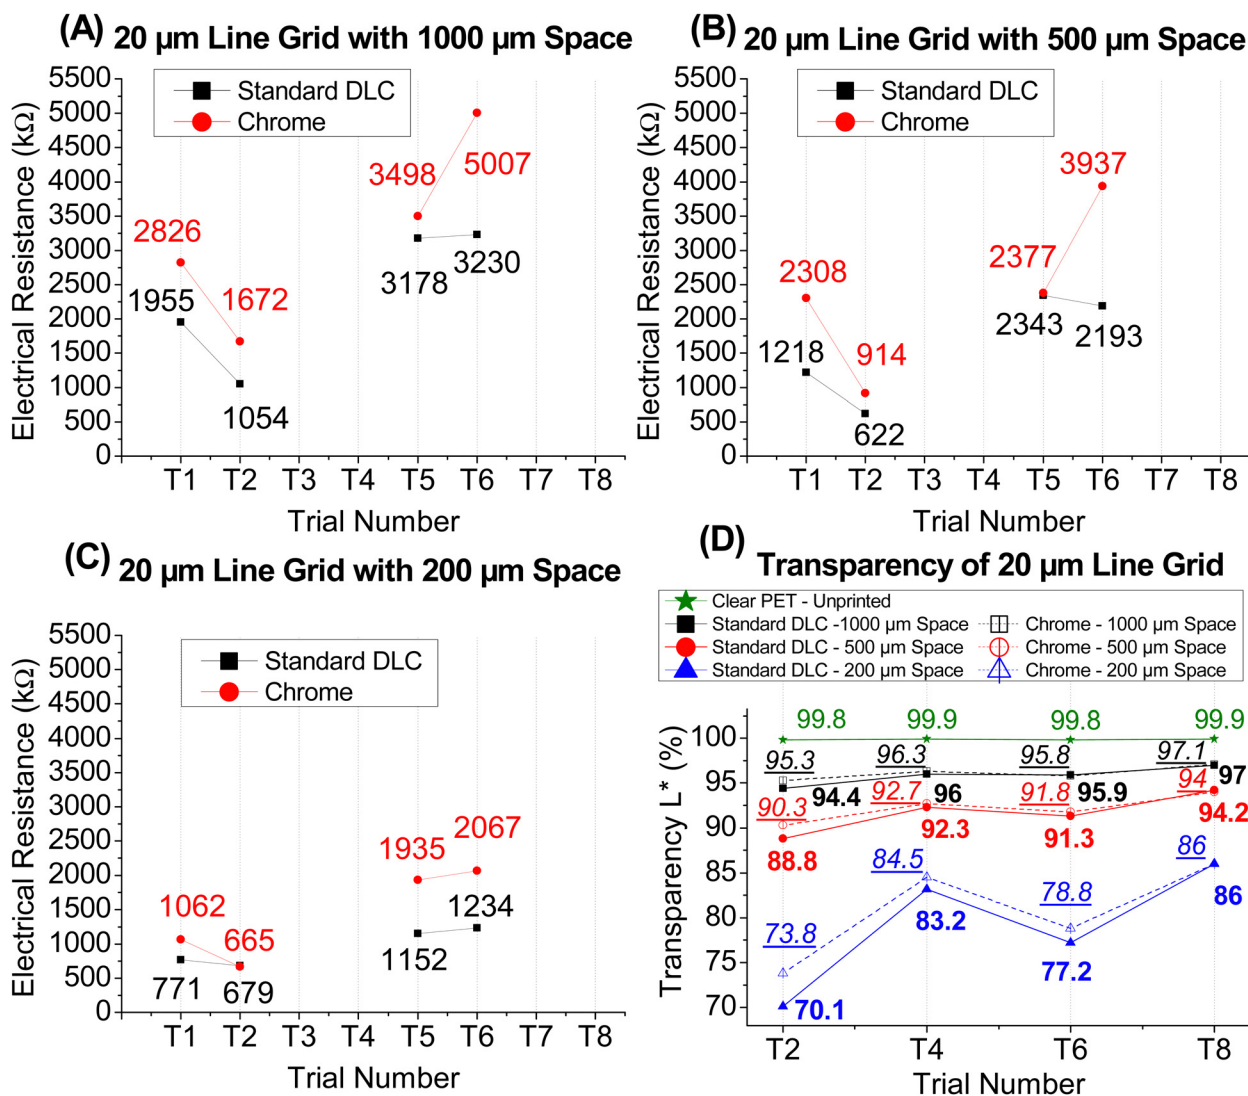 (A)
20 µm Line Grid with 1000 µm Space
Standard DLC
Chrome
Electrical Resistance (kΩ)
5500
5000
4500
4000
3500
3000
2500
2000
1500
1000
500
0
2826
1955
1672
1054
3498
5007
3178
3230
T1 T2 T3 T4 T5 T6 T7 T8
Trial Number
(B)
20 µm Line Grid with 500 µm Space
Standard DLC
Chrome
Electrical Resistance (kΩ)
5500
5000
4500
4000
3500
3000
2500
2000
1500
1000
500
0
2308
1218
914
622
3937
2377
2343
2193
T1 T2 T3 T4 T5 T6 T7 T8
Trial Number
(C)
20 µm Line Grid with 200 µm Space
Standard DLC
Chrome
Electrical Resistance (kΩ)
5500
5000
4500
4000
3500
3000
2500
2000
1500
1000
500
0
1062
665
771
679
1935
2067
1234
1152
T1 T2 T3 T4 T5 T6 T7 T8
Trial Number
(D)
Transparency of 20 µm Line Grid
Clear PET - Unprinted
Standard DLC -1000 µm Space
Chrome - 1000 µm Space
Standard DLC - 500 µm Space
Chrome - 500 µm Space
Standard DLC - 200 µm Space
Chrome - 200 µm Space
Transparency L* (%)
100
95
90
85
80
75
70
99.8 99.9 99.8 99.9
95.3 96.3 95.8 97.1
94.4 96 95.9 97
90.3 92.7 91.8 94
88.8 92.3 91.3 94.2
73.8 84.5 78.8 86
70.1 83.2 77.2 86
T2 T4 T6 T8
Trial Number